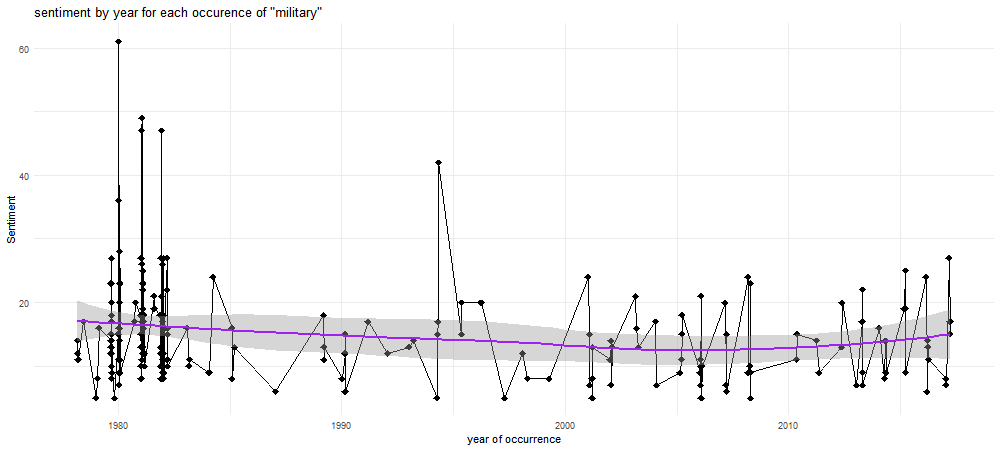 sentiment by year for each occurence of "military"
60
40
20
Sentiment
1980
1990
2000
2010
year of occurrence